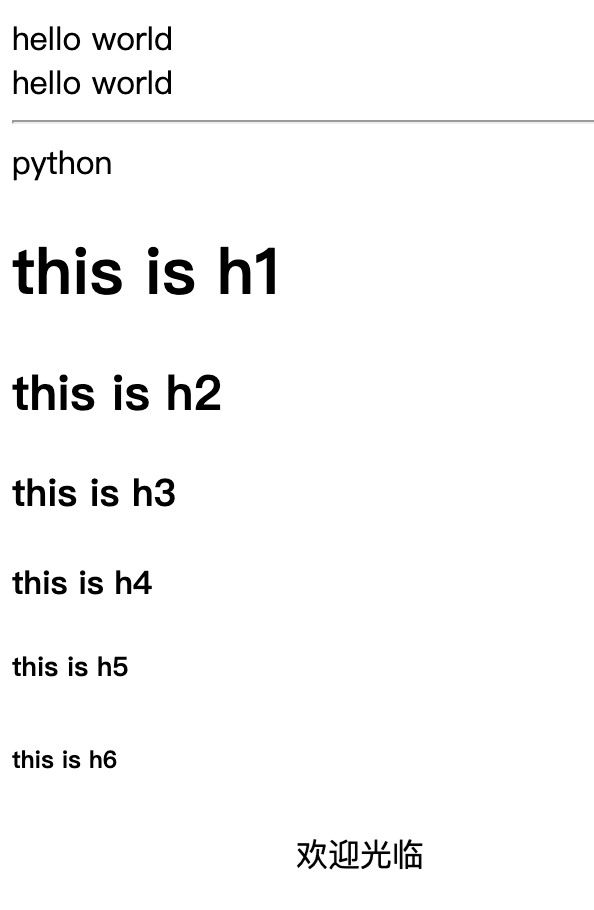 hello world
hello world
python
this is h1
this is h2
this is h3
this is h4
this is h5
this is h6
欢迎光临